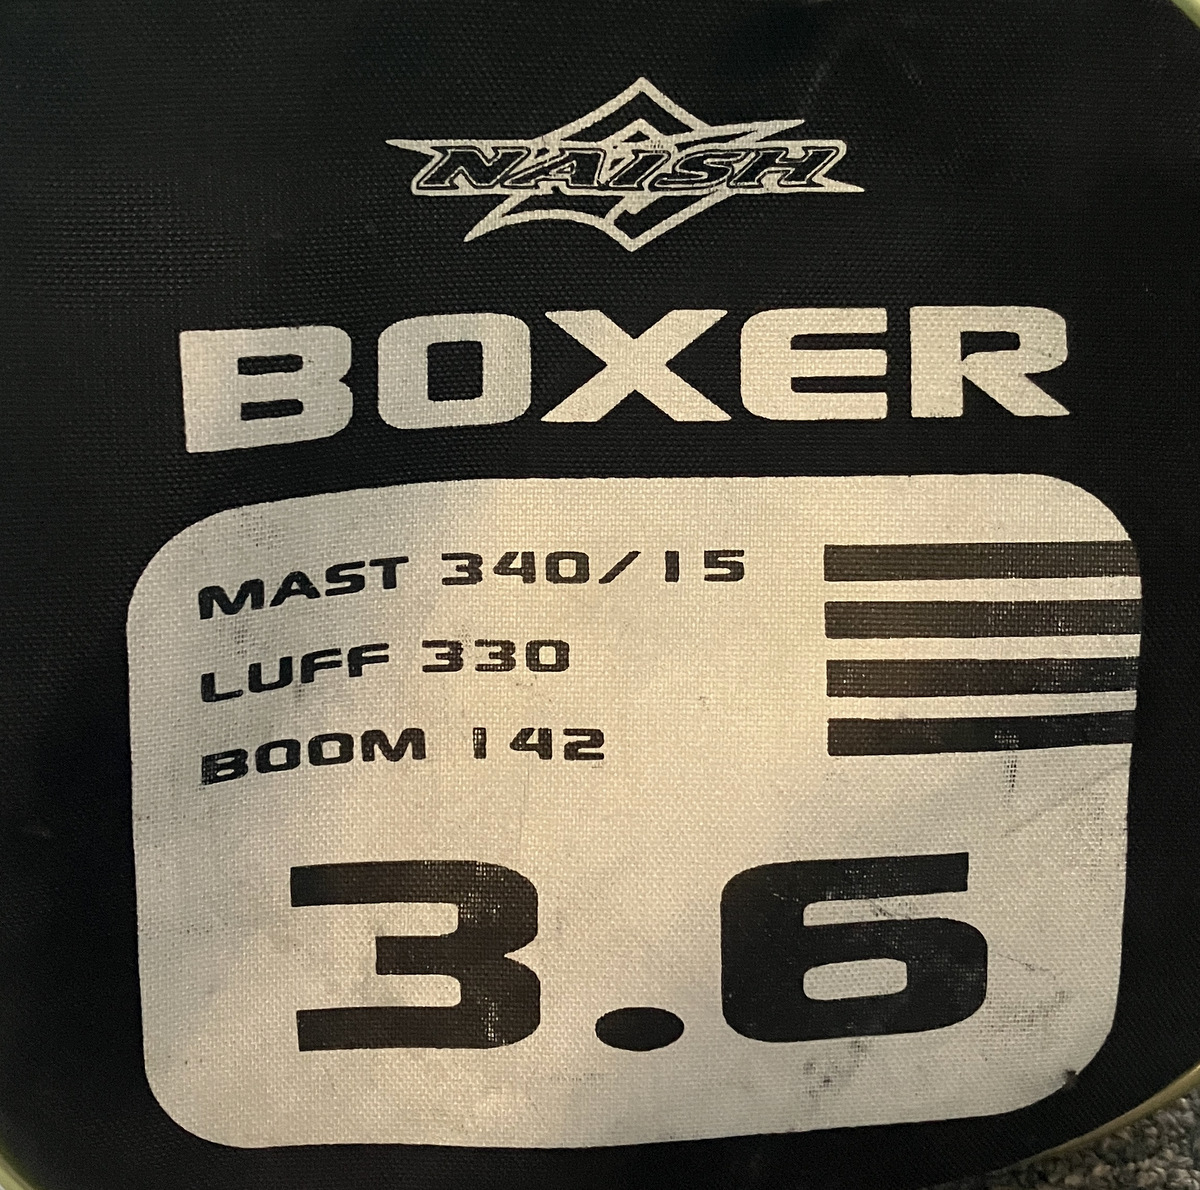 NAISH
BOXER
MAST 340/15
LUFF 330
BOOM 142
3.6